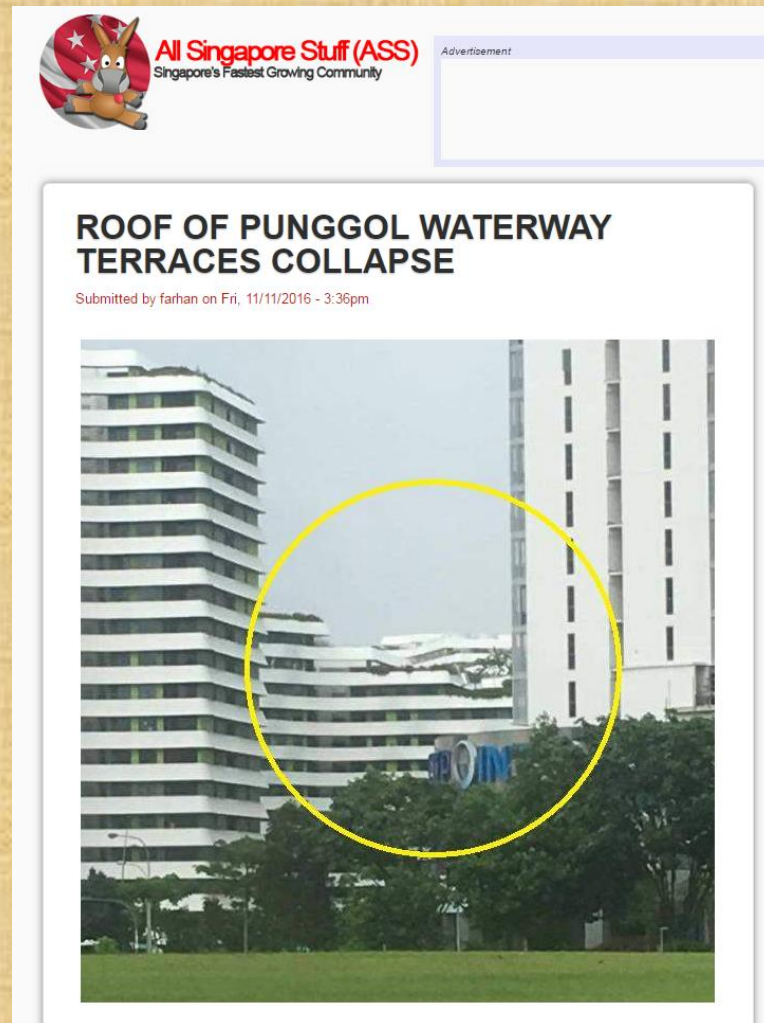 All Singapore Stuff (ASS)
Singapore's Fastest Growing Community
Advertisement
ROOF OF PUNGGOL WATERWAY
TERRACES COLLAPSE
Submitted by farhan on Fri, 11/11/2016 - 3:36pm